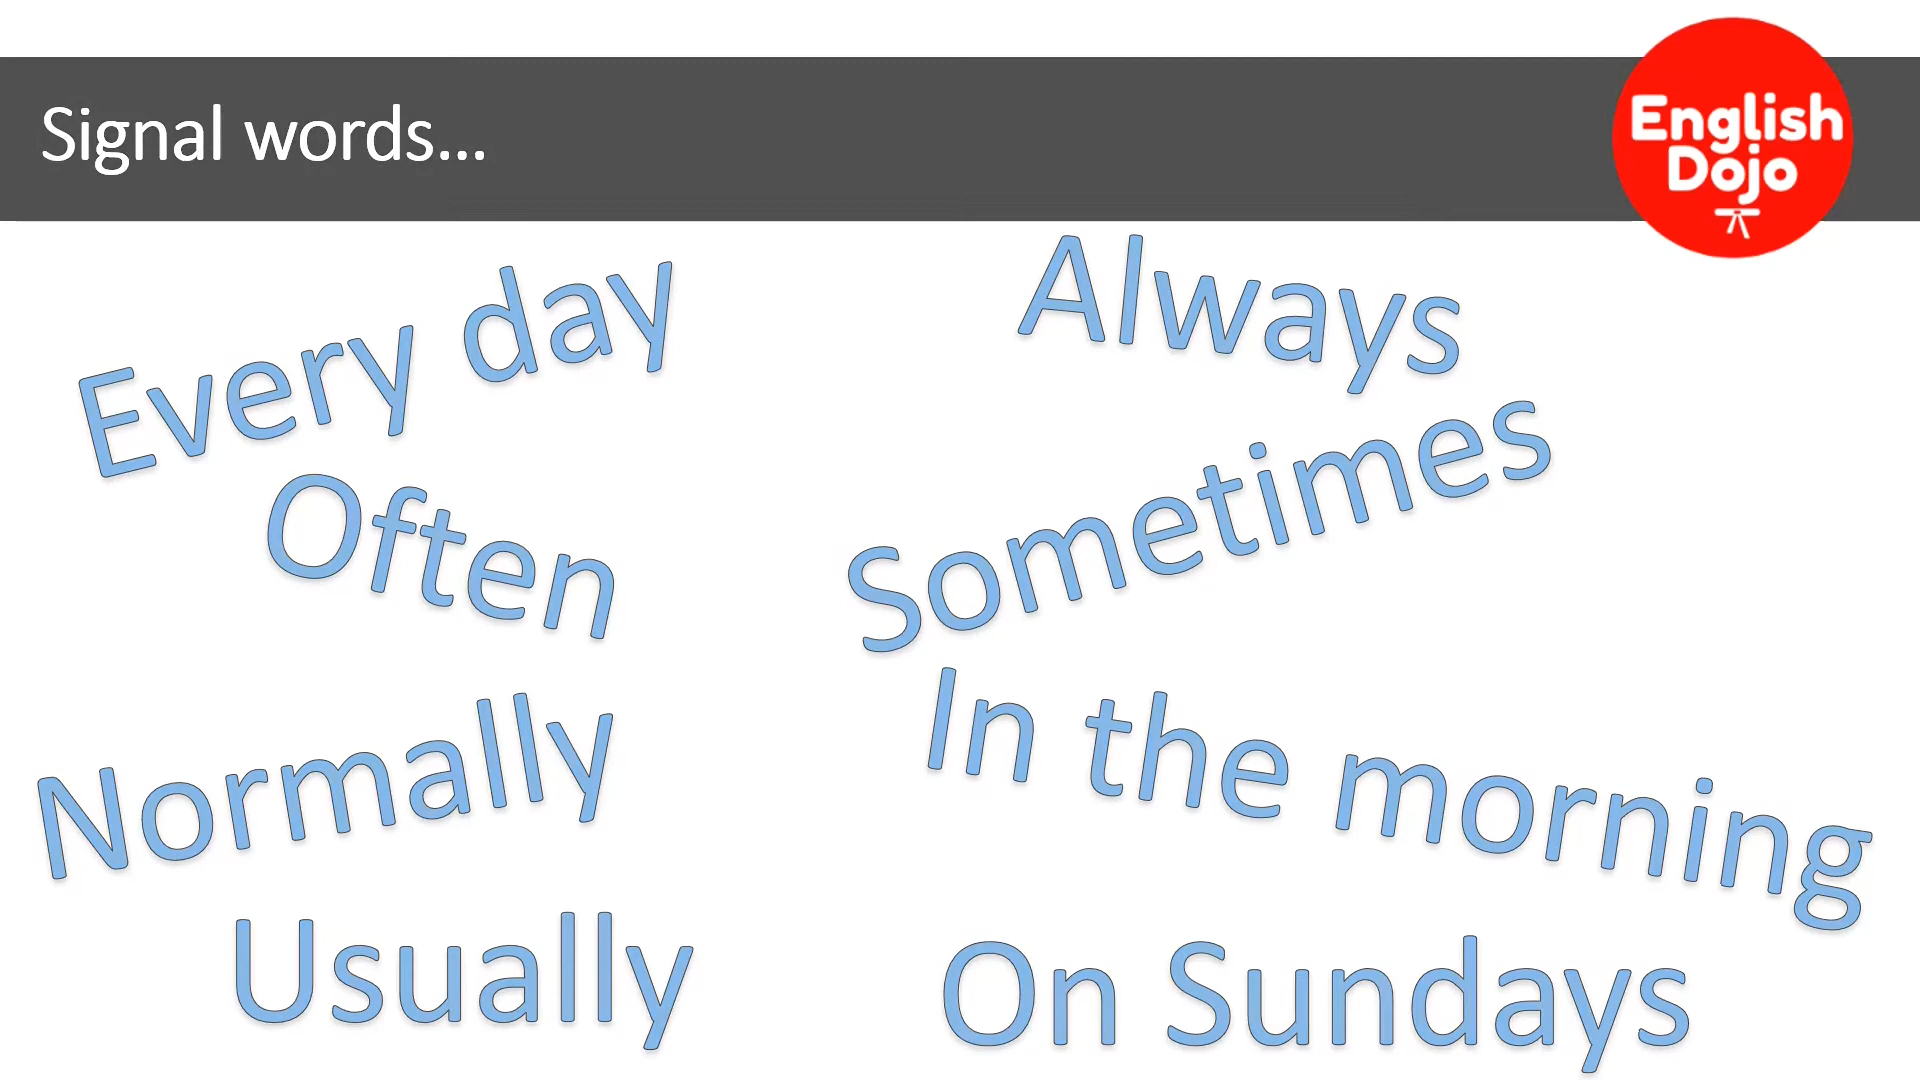 Signal words...
English
Dojo
Every day
Always
Often
Sometimes
Normally
In the morning
Usually
On Sundays